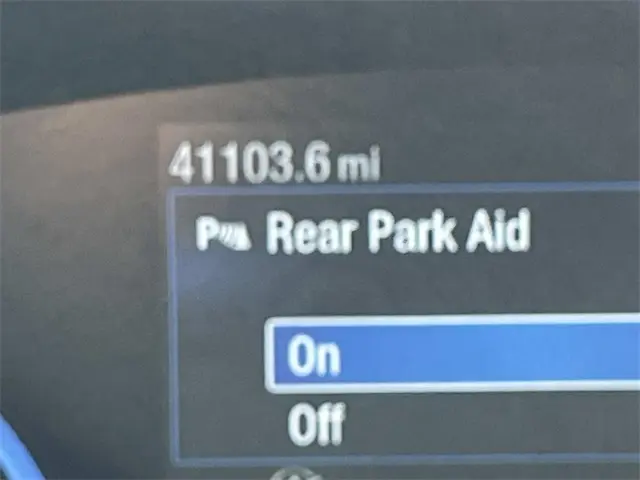 41103.6 mi
P Rear Park Aid
On
Off